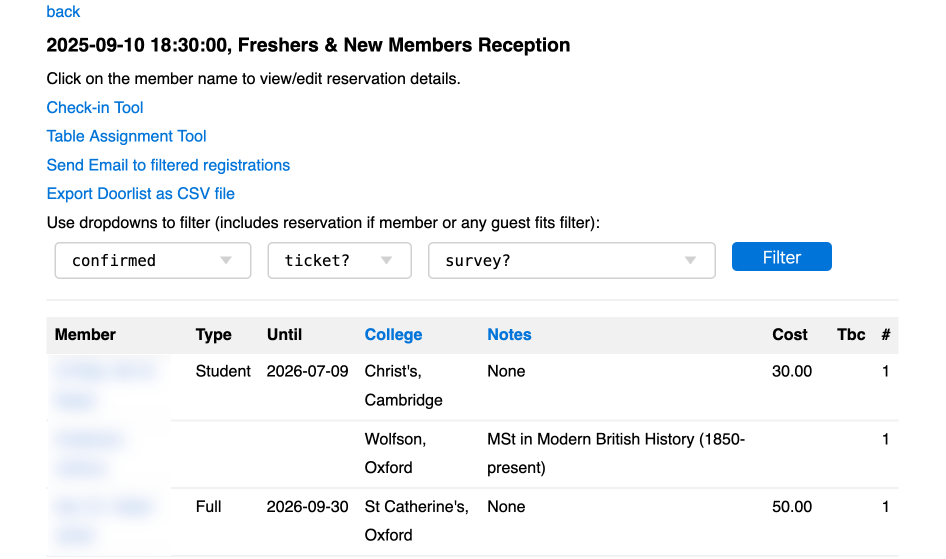 back
2025-09-10 18:30:00, Freshers & New Members Reception
Click on the member name to view/edit reservation details.
Check-in Tool
Table Assignment Tool
Send Email to filtered registrations
Export Doorlist as CSV file
Use dropdowns to filter (includes reservation if member or any guest fits filter):
confirmed ticket? survey? Filter
Member Type Until College Notes Cost Tbc #
Student 2026-07-09 Christ's, None 30.00 1
Cambridge
Wolfson, MSt in Modern British History (1850- 1
Oxford present)
Full 2026-09-30 St Catherine's, None 50.00 1
Oxford